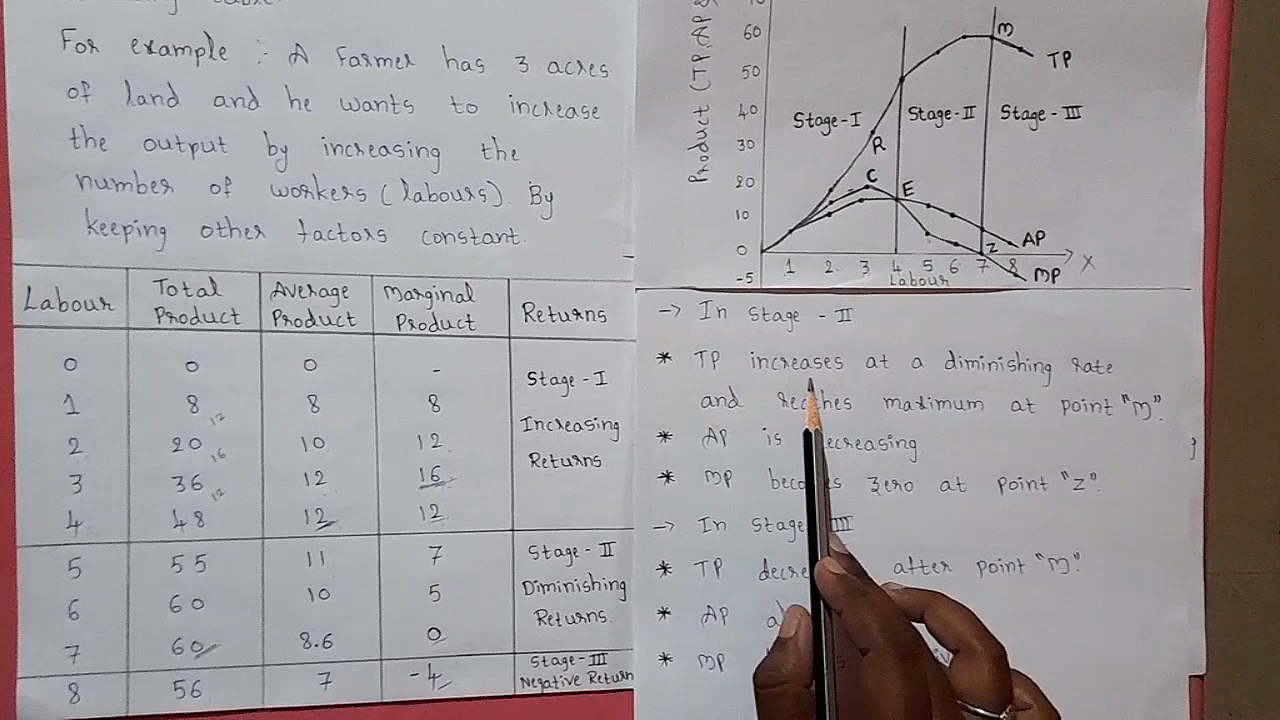 For example :- A farmer has 3 acres
of land and he wants to increase
the output by increasing the
number of workers (labours). By
keeping other factors constant.
Labour Total Product Average Product Marginal Product Returns
0 0 0 - Stage-I
1 8 8 8 Increasing
12
2 20 10 12 Returns
16
3 36 12 16
12
4 48 12 12
5 55 11 7 Stage-II
6 60 10 5 Diminishing
7 60 8.6 0 Returns.
8 56 7 -4 Stage-III Negative Return
Product (TP, AP &
60
50
40
30
20
10
0
-5
Stage-I Stage-II Stage-III
M
TP
R
C
E
Z
AP
MP
1 2 3 4 5 6 7 8 X
Labour
-> In Stage-II
* TP increases at a diminishing rate
and reaches maximum at point "M".
* AP is decreasing.
* MP becomes zero at point "Z".
-> In Stage III
* TP decre after point "M".
* AP
* MP